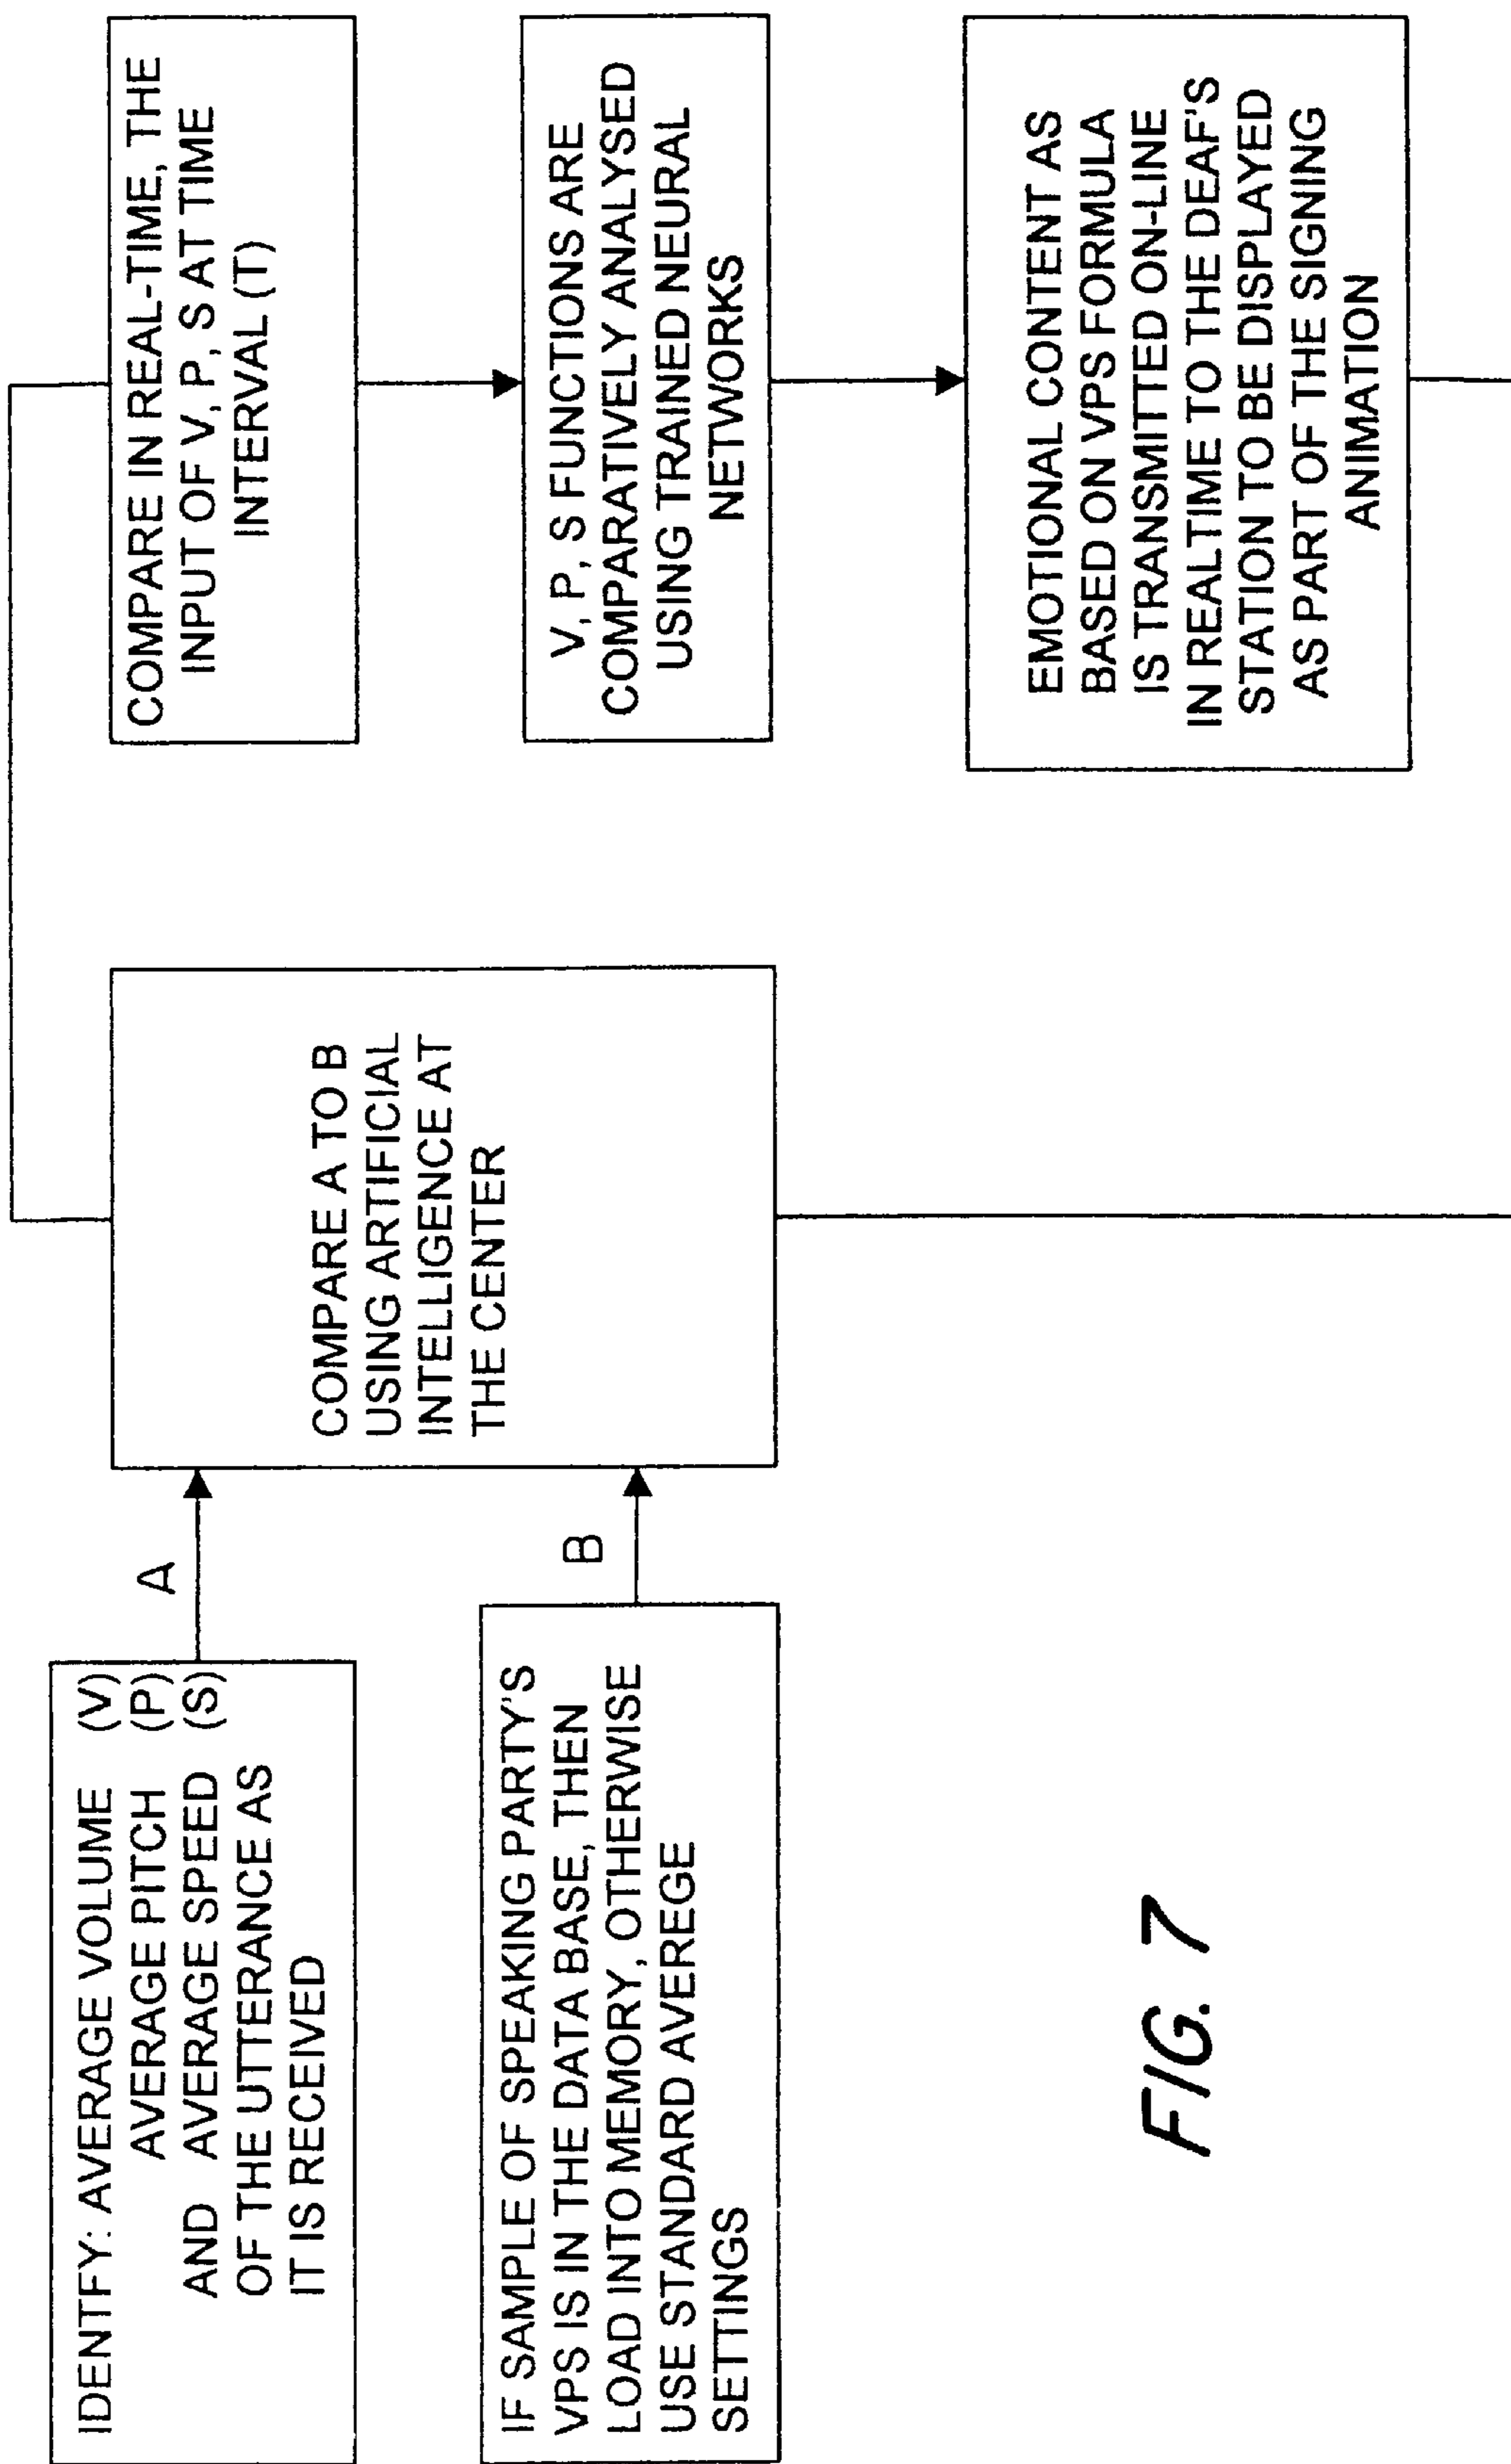 IDENTFY: AVERAGE VOLUME (V)
AVERAGE PITCH (P)
AND AVERAGE SPEED (S)
OF THE UTTERANCE AS
IT IS RECEIVED
A
IF SAMPLE OF SPEAKING PARTY'S
VPS IS IN THE DATA BASE, THEN
LOAD INTO MEMORY, OTHERWISE
USE STANDARD AVEREGE
SETTINGS
B
COMPARE A TO B
USING ARTIFICIAL
INTELLIGENCE AT
THE CENTER
COMPARE IN REAL-TIME, THE
INPUT OF V, P, S AT TIME
INTERVAL (T)
V, P, S FUNCTIONS ARE
COMPARATIVELY ANALYSED
USING TRAINED NEURAL
NETWORKS
EMOTIONAL CONTENT AS
BASED ON VPS FORMULA
IS TRANSMITTED ON-LINE
IN REALTIME TO THE DEAF'S
STATION TO BE DISPLAYED
AS PART OF THE SIGNING
ANIMATION
FIG. 7